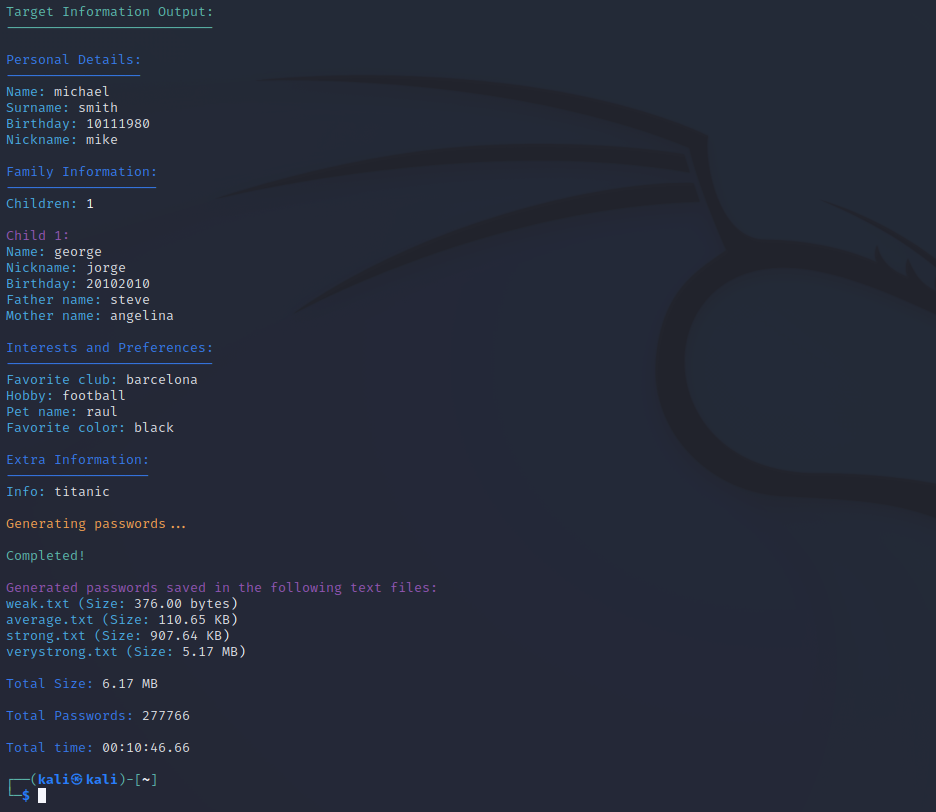 Target Information Output:
Personal Details:
Name: michael
Surname: smith
Birthday: 10111980
Nickname: mike
Family Information:
Children: 1
Child 1:
Name: george
Nickname: jorge
Birthday: 20102010
Father name: steve
Mother name: angelina
Interests and Preferences:
Favorite club: barcelona
Hobby: football
Pet name: raul
Favorite color: black
Extra Information:
Info: titanic
Generating passwords...
Completed!
Generated passwords saved in the following text files:
weak.txt (Size: 376.00 bytes)
average.txt (Size: 110.65 KB)
strong.txt (Size: 907.64 KB)
verystrong.txt (Size: 5.17 MB)
Total Size: 6.17 MB
Total Passwords: 277766
Total time: 00:10:46.66
┌──(kali㉿kali)-[~]
└─$